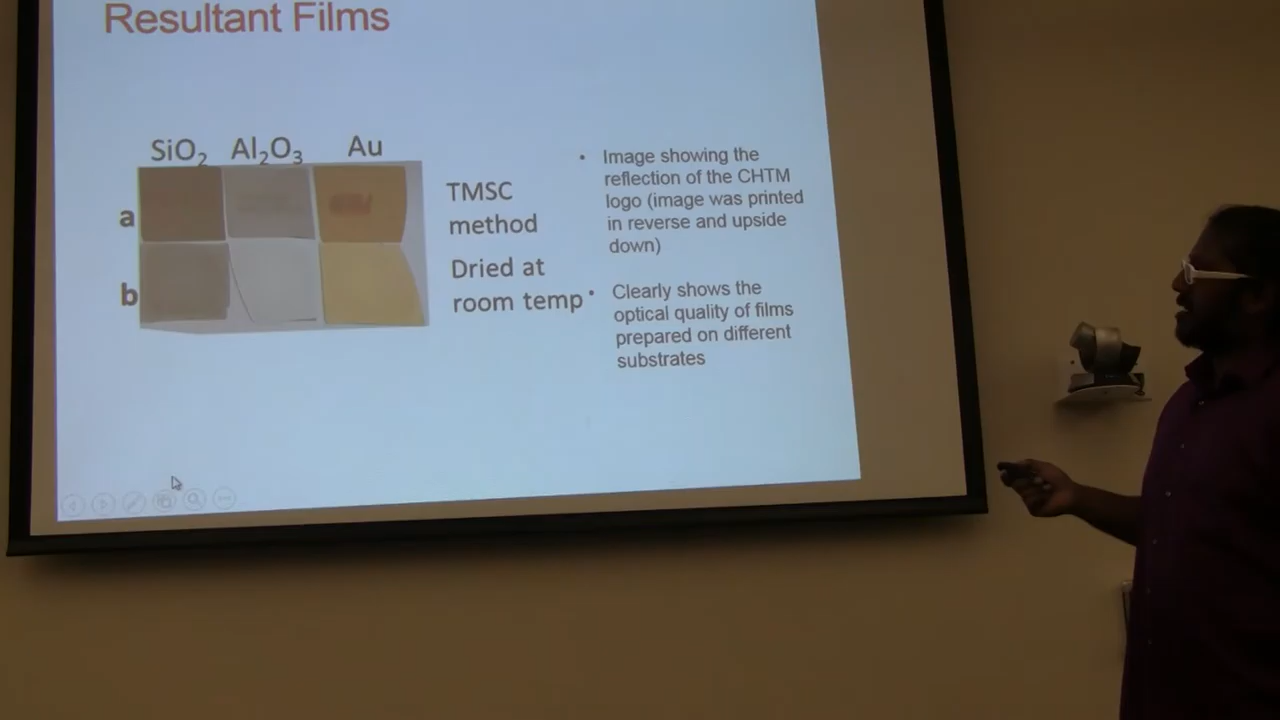 Resultant Films
SiO₂ Al₂O₃ Au
a
b
TMSC
method
Dried at
room temp
• Image showing the
reflection of the CHTM
logo (image was printed
in reverse and upside
down)
• Clearly shows the
optical quality of films
prepared on different
substrates